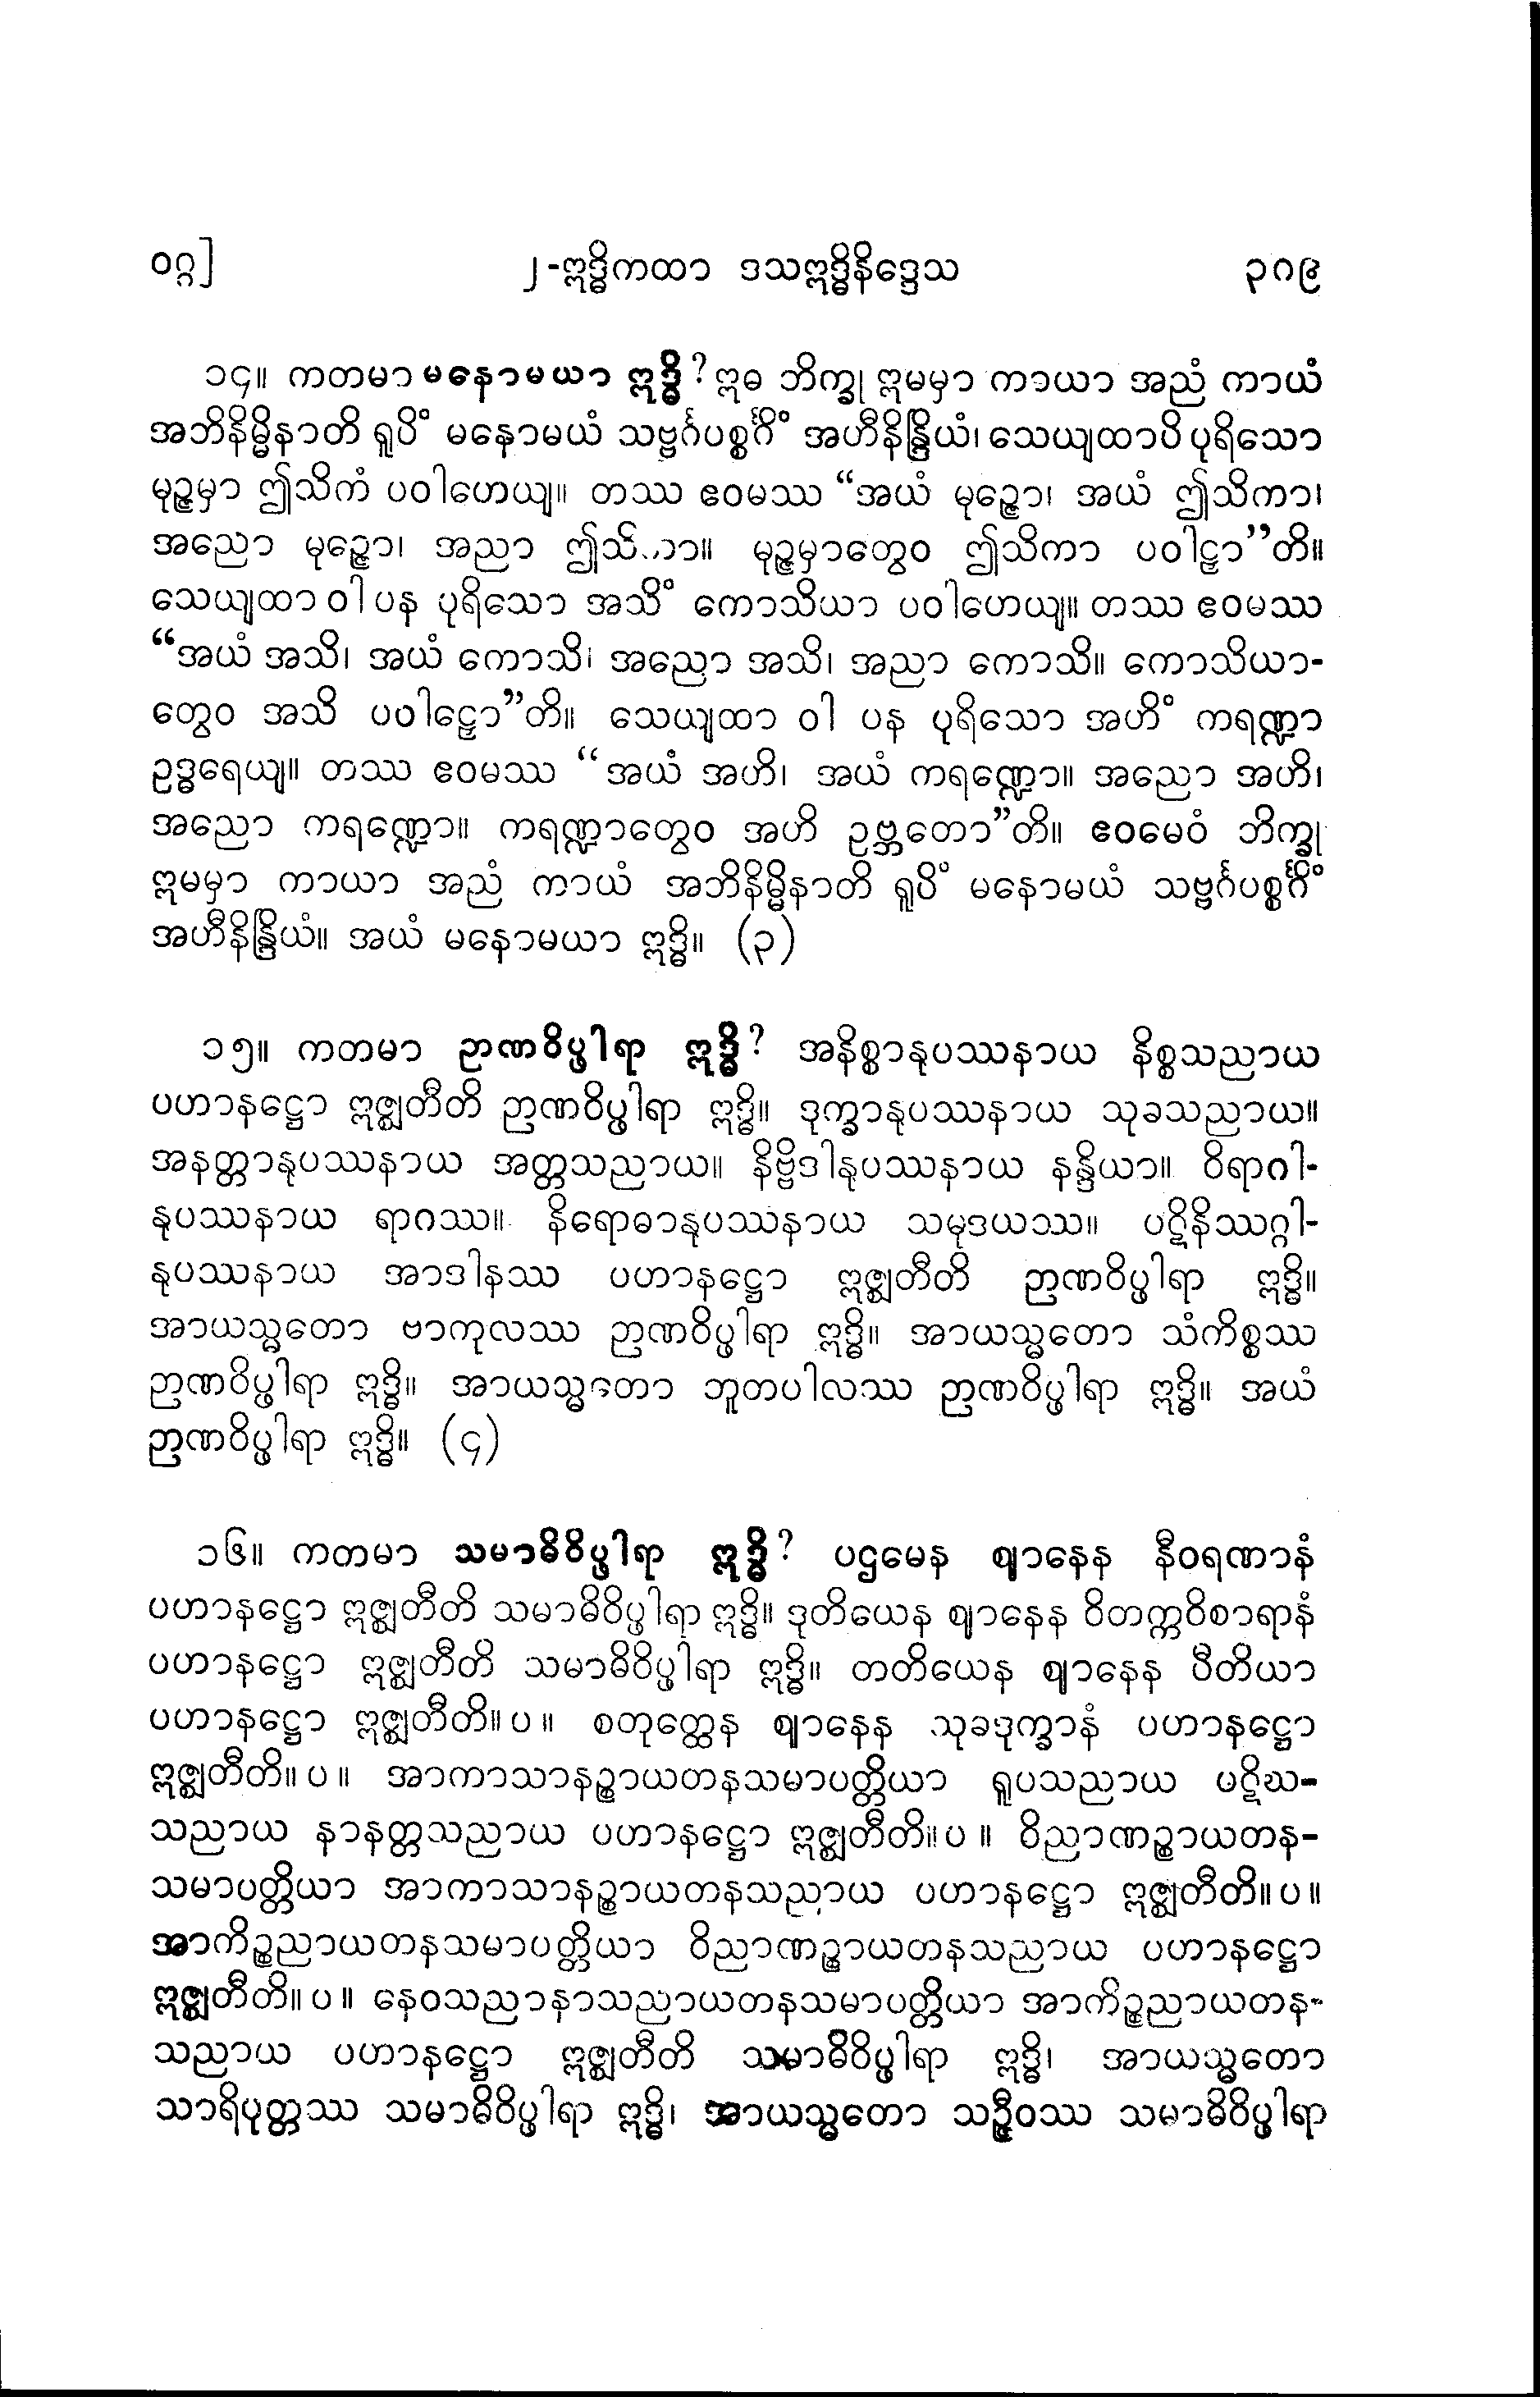 ဝဂ္ဂ]
၂-ဣဒ္ဓိကထာ ဒသဣဒ္ဓိနိဒ္ဒေသ
၃၈၉
၁၄။ ကတမာ မနောမယာ ဣဒ္ဓိ? ဣဓ ဘိက္ခု ဣမမှာ ကာယာ အညံ ကာယံ
အဘိနိမ္မိနာတိ ရူပိံ မနောမယံ သဗ္ဗင်္ဂပစ္စင်္ဂိံ အဟီနိန္ဒြိယံ၊ သေယျထာပိ ပုရိသော
မုဉ္ဇမှာ ဤသိကံ ပဝါဟေယျ။ တဿ ဧဝမဿ “အယံ မုဉ္ဇော၊ အယံ ဤသိကာ၊
အညော မုဉ္ဇော၊ အညာ ဤသိကာ။ မုဉ္ဇမှာတွေဝ ဤသိကာ ပဝါဠှာ”တိ။
သေယျထာ ဝါ ပန ပုရိသော အသိံ ကောသိယာ ပဝါဟေယျ။ တဿ ဧဝမဿ
“အယံ အသိ၊ အယံ ကောသိ၊ အညော အသိ၊ အညာ ကောသိ။ ကောသိယာ-
တွေဝ အသိ ပဝါဠှော”တိ။ သေယျထာ ဝါ ပန ပုရိသော အဟိံ ကရဏ္ဍာ
ဥဒ္ဓရေယျ။ တဿ ဧဝမဿ “အယံ အဟိ၊ အယံ ကရဏ္ဍော။ အညော အဟိ၊
အညော ကရဏ္ဍော။ ကရဏ္ဍာတွေဝ အဟိ ဥဗ္ဘတော”တိ။ ဧဝမေဝံ ဘိက္ခု
ဣမမှာ ကာယာ အညံ ကာယံ အဘိနိမ္မိနာတိ ရူပိံ မနောမယံ သဗ္ဗင်္ဂပစ္စင်္ဂိံ
အဟီနိန္ဒြိယံ။ အယံ မနောမယာ ဣဒ္ဓိ။ (၃)
၁၅။ ကတမာ ဉာဏဝိပ္ဖါရာ ဣဒ္ဓိ? အနိစ္စာနုပဿနာယ နိစ္စသညာယ
ပဟာနဋ္ဌော ဣဇ္ဈတီတိ ဉာဏဝိပ္ဖါရာ ဣဒ္ဓိ။ ဒုက္ခာနုပဿနာယ သုခသညာယ။
အနတ္တာနုပဿနာယ အတ္တသညာယ။ နိဗ္ဗိဒါနုပဿနာယ နန္ဒိယာ။ ဝိရာဂါ-
နုပဿနာယ ရာဂဿ။ နိရောဓာနုပဿနာယ သမုဒယဿ။ ပဋိနိဿဂ္ဂါ-
နုပဿနာယ အာဒါနဿ ပဟာနဋ္ဌော ဣဇ္ဈတီတိ ဉာဏဝိပ္ဖါရာ ဣဒ္ဓိ။
အာယသ္မတော ဗာကုလဿ ဉာဏဝိပ္ဖါရာ ဣဒ္ဓိ။ အာယသ္မတော သံကိစ္စဿ
ဉာဏဝိပ္ဖါရာ ဣဒ္ဓိ။ အာယသ္မတော ဘူတပါလဿ ဉာဏဝိပ္ဖါရာ ဣဒ္ဓိ။ အယံ
ဉာဏဝိပ္ဖါရာ ဣဒ္ဓိ။ (၄)
၁၆။ ကတမာ သမာဓိဝိပ္ဖါရာ ဣဒ္ဓိ? ပဌမေန ဈာနေန နီဝရဏာနံ
ပဟာနဋ္ဌော ဣဇ္ဈတီတိ သမာဓိဝိပ္ဖါရာ ဣဒ္ဓိ။ ဒုတိယေန ဈာနေန ဝိတက္ကဝိစာရာနံ
ပဟာနဋ္ဌော ဣဇ္ဈတီတိ သမာဓိဝိပ္ဖါရာ ဣဒ္ဓိ။ တတိယေန ဈာနေန ပီတိယာ
ပဟာနဋ္ဌော ဣဇ္ဈတီတိ။ ပ ။ စတုတ္ထေန ဈာနေန သုခဒုက္ခာနံ ပဟာနဋ္ဌော
ဣဇ္ဈတီတိ။ ပ ။ အာကာသာနဉ္စာယတနသမာပတ္တိယာ ရူပသညာယ ပဋိဃ-
သညာယ နာနတ္တသညာယ ပဟာနဋ္ဌော ဣဇ္ဈတီတိ။ ပ ။ ဝိညာဏဉ္စာယတန-
သမာပတ္တိယာ အာကာသာနဉ္စာယတနသညာယ ပဟာနဋ္ဌော ဣဇ္ဈတီတိ။ ပ ။
အာကိဉ္စညာယတနသမာပတ္တိယာ ဝိညာဏဉ္စာယတနသညာယ ပဟာနဋ္ဌော
ဣဇ္ဈတီတိ။ ပ ။ နေဝသညာနာသညာယတနသမာပတ္တိယာ အာကိဉ္စညာယတန-
သညာယ ပဟာနဋ္ဌော ဣဇ္ဈတီတိ သမာဓိဝိပ္ဖါရာ ဣဒ္ဓိ၊ အာယသ္မတော
သာရိပုတ္တဿ သမာဓိဝိပ္ဖါရာ ဣဒ္ဓိ၊ အာယသ္မတော သဉ္ဇီဝဿ သမာဓိဝိပ္ဖါရာ